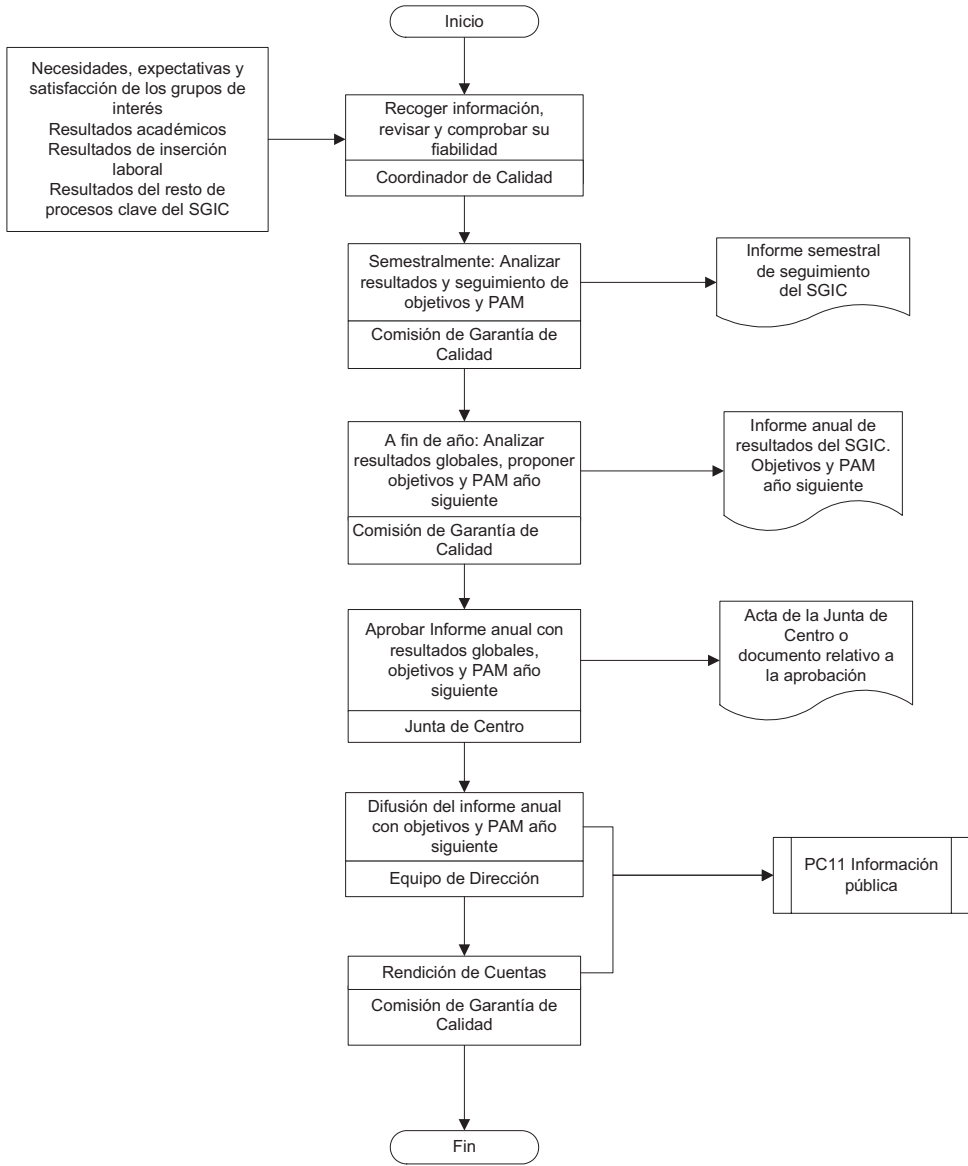 Inicio
Necesidades, expectativas y
satisfacción de los grupos de
interés
Resultados académicos
Resultados de inserción
laboral
Resultados del resto de
procesos clave del SGIC
Recoger información,
revisar y comprobar su
fiabilidad
Coordinador de Calidad
Semestralmente: Analizar
resultados y seguimiento de
objetivos y PAM
Comisión de Garantía de
Calidad
Informe semestral
de seguimiento
del SGIC
A fin de año: Analizar
resultados globales, proponer
objetivos y PAM año
siguiente
Comisión de Garantía de
Calidad
Informe anual de
resultados del SGIC.
Objetivos y PAM
año siguiente
Aprobar Informe anual con
resultados globales,
objetivos y PAM año
siguiente
Junta de Centro
Acta de la Junta de
Centro o
documento relativo a
la aprobación
Difusión del informe anual
con objetivos y PAM año
siguiente
Equipo de Dirección
PC11 Información
pública
Rendición de Cuentas
Comisión de Garantía de
Calidad
Fin